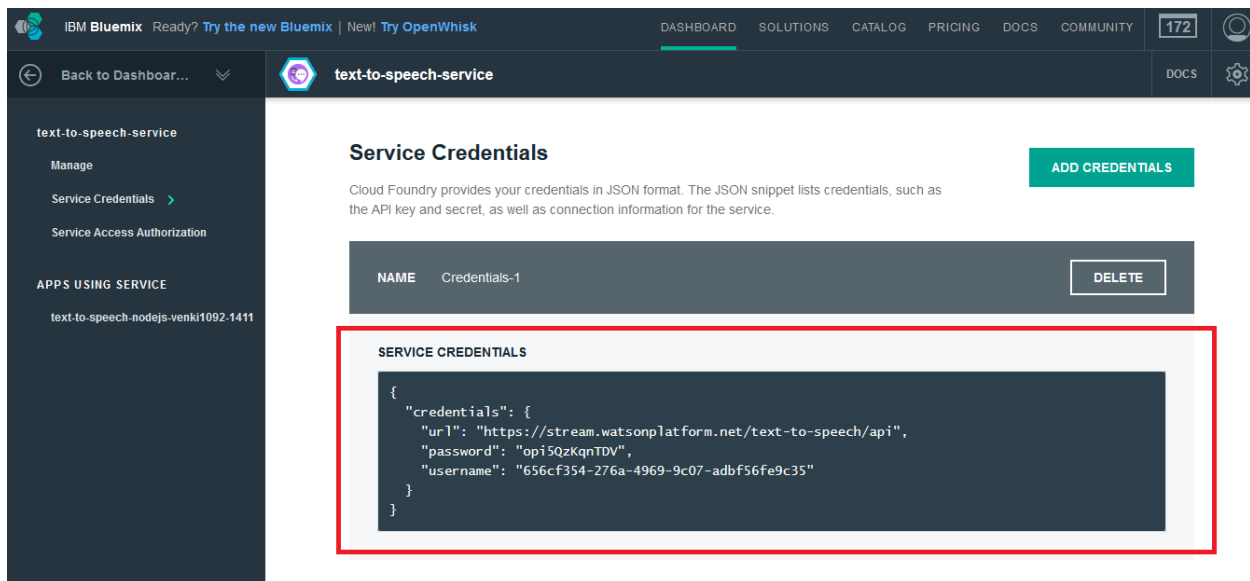 IBM Bluemix Ready? Try the new Bluemix | New! Try OpenWhisk
DASHBOARD SOLUTIONS CATALOG PRICING DOCS COMMUNITY 172
Back to Dashboar...
text-to-speech-service
DOCS
text-to-speech-service
Manage
Service Credentials
Service Access Authorization
APPS USING SERVICE
text-to-speech-nodejs-venki1092-1411
Service Credentials
ADD CREDENTIALS
Cloud Foundry provides your credentials in JSON format. The JSON snippet lists credentials, such as
the API key and secret, as well as connection information for the service.
NAME Credentials-1
DELETE
SERVICE CREDENTIALS
{
"credentials": {
"url": "https://stream.watsonplatform.net/text-to-speech/api",
"password": "opi5QzKqnTDV",
"username": "656cf354-276a-4969-9c07-adbf56fe9c35"
}
}